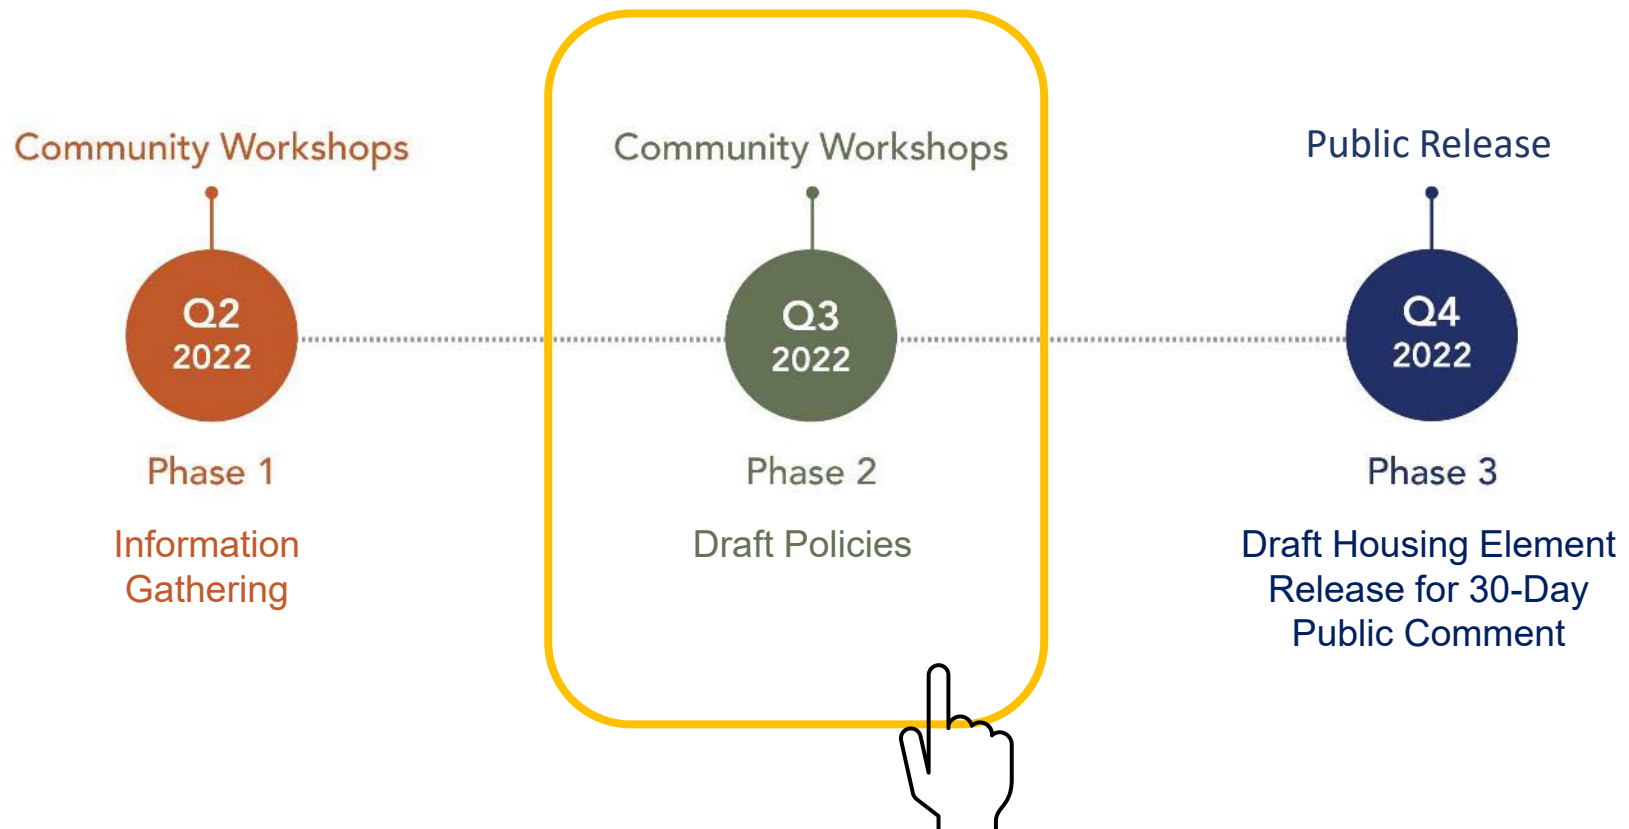 Community Workshops
Q2
2022
Phase 1
Information
Gathering
Community Workshops
Q3
2022
Phase 2
Draft Policies
Public Release
Q4
2022
Phase 3
Draft Housing Element
Release for 30-Day
Public Comment